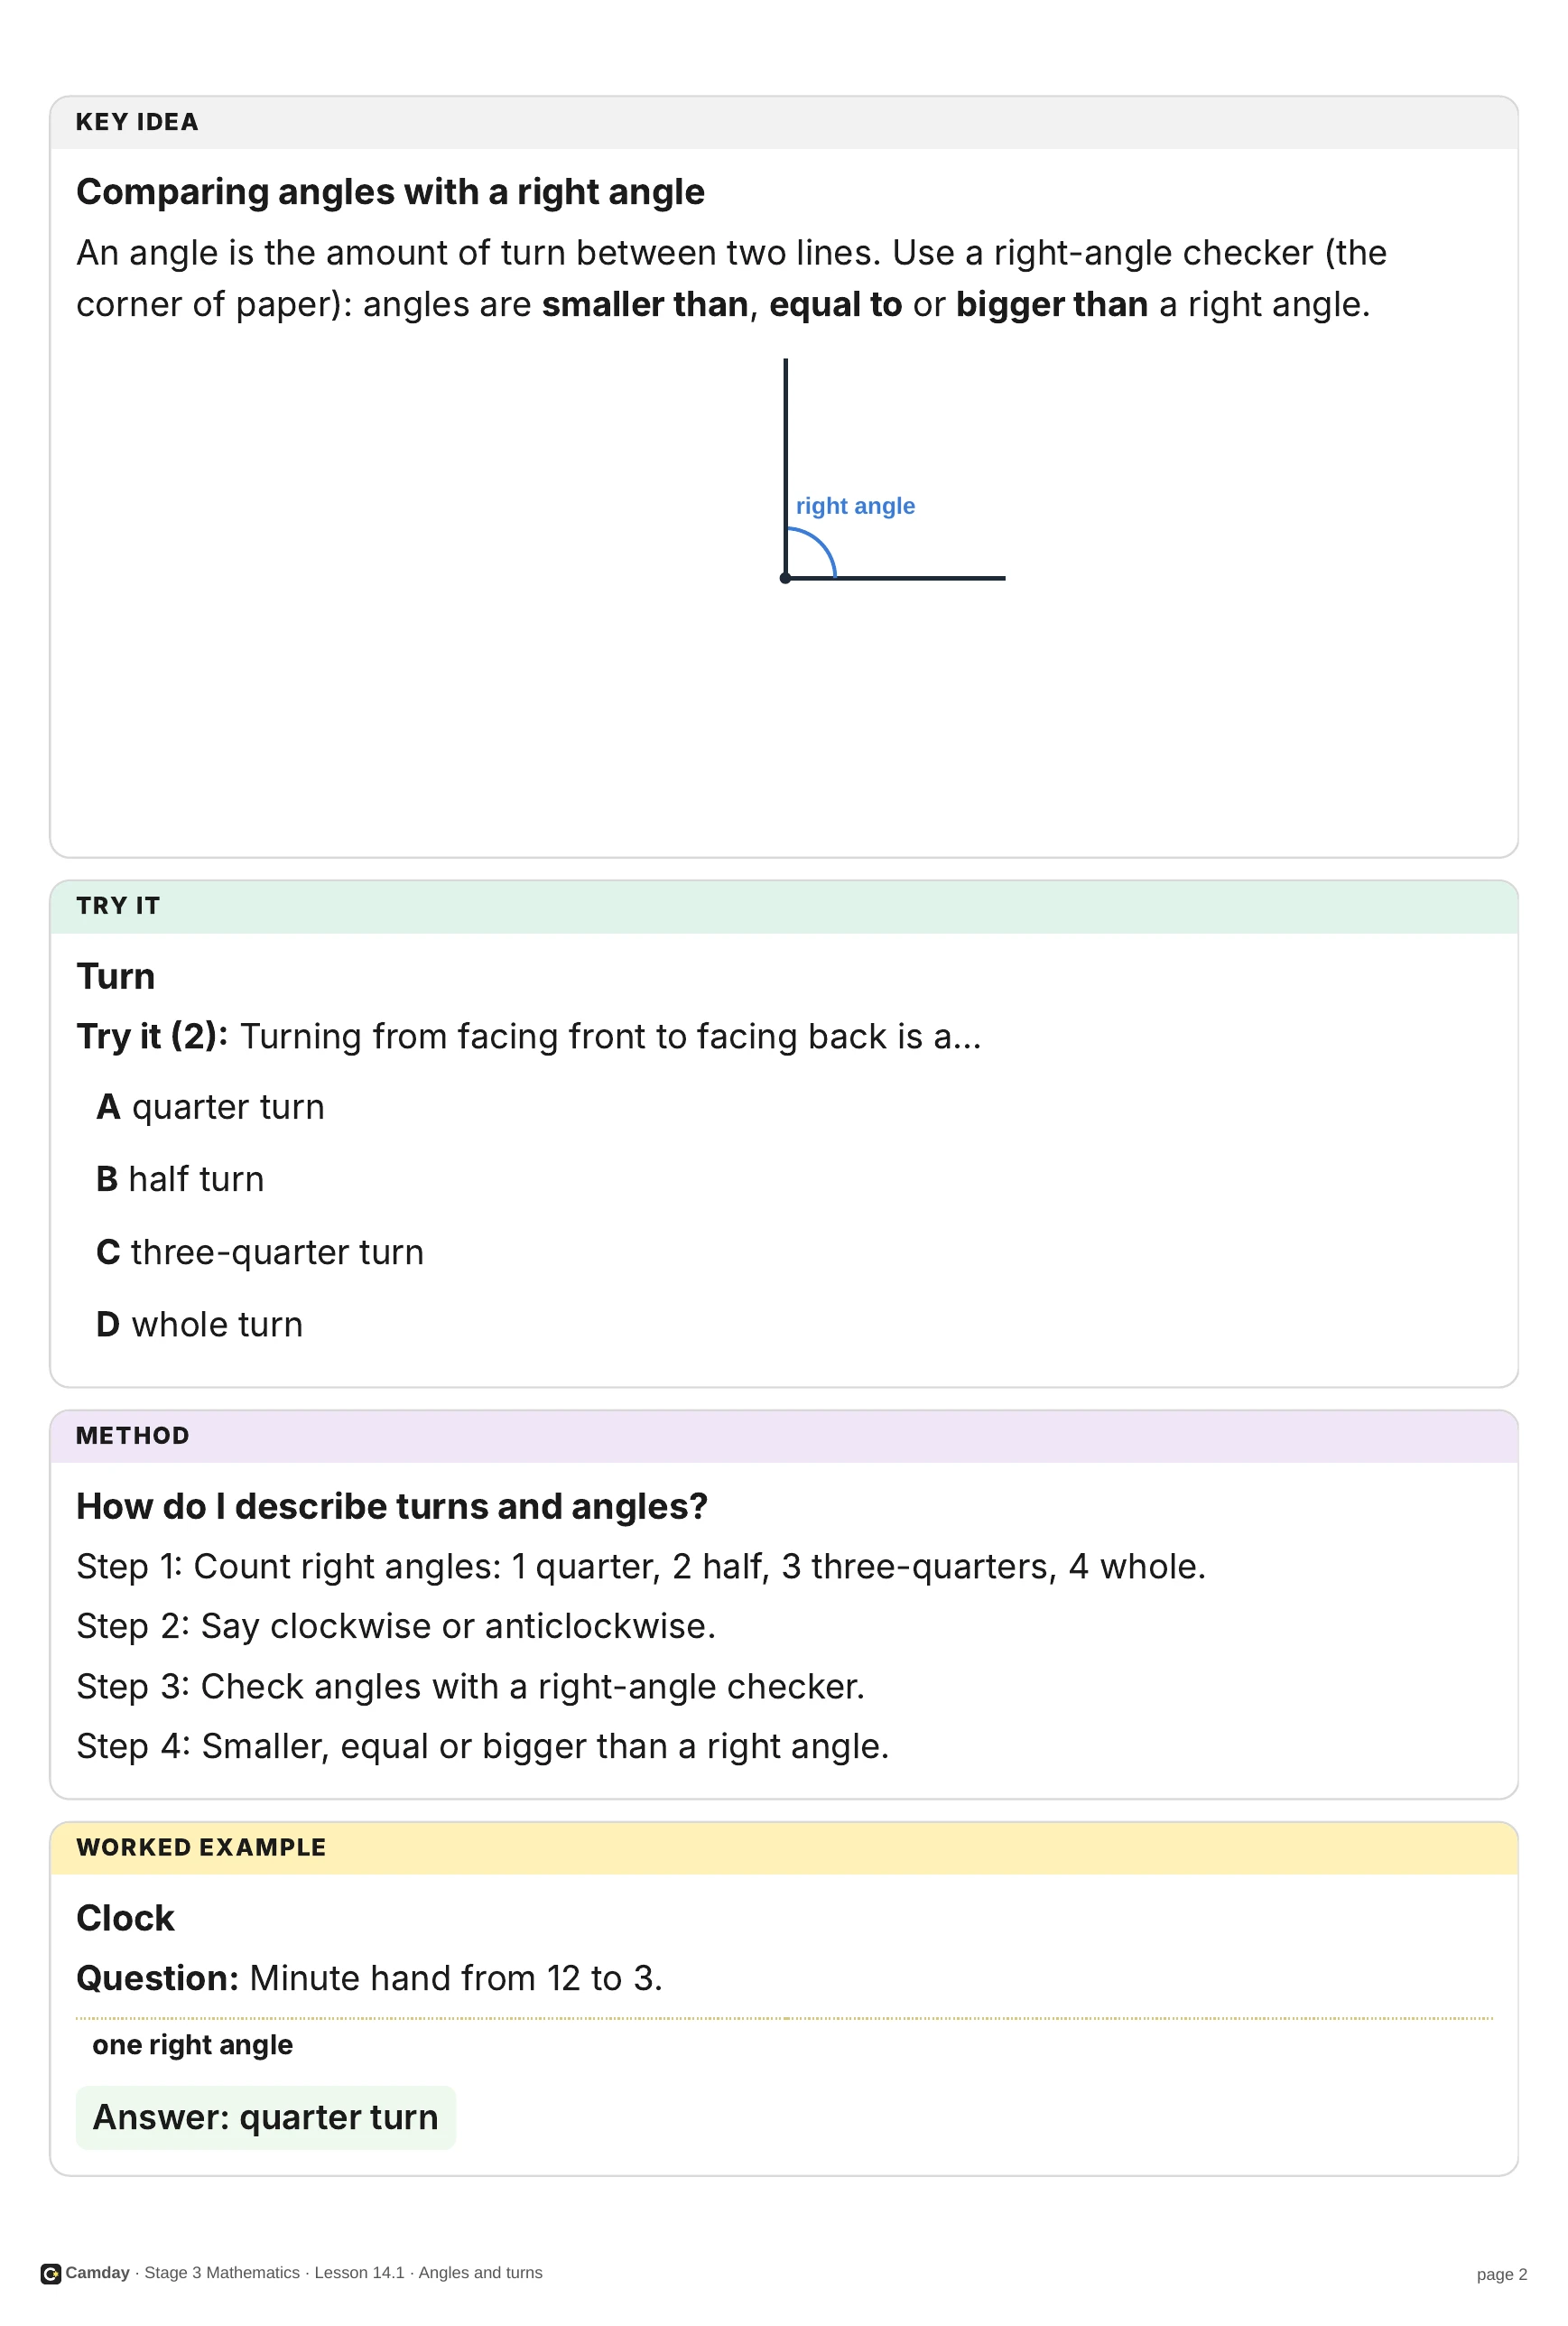 KEY IDEA
Comparing angles with a right angle
An angle is the amount of turn between two lines. Use a right-angle checker (the
corner of paper): angles are smaller than, equal to or bigger than a right angle.
right angle
TRY IT
Turn
Try it (2): Turning from facing front to facing back is a...
A quarter turn
B half turn
C three-quarter turn
D whole turn
METHOD
How do I describe turns and angles?
Step 1: Count right angles: 1 quarter, 2 half, 3 three-quarters, 4 whole.
Step 2: Say clockwise or anticlockwise.
Step 3: Check angles with a right-angle checker.
Step 4: Smaller, equal or bigger than a right angle.
WORKED EXAMPLE
Clock
Question: Minute hand from 12 to 3.
one right angle
Answer: quarter turn
Camday · Stage 3 Mathematics · Lesson 14.1 · Angles and turns
page 2